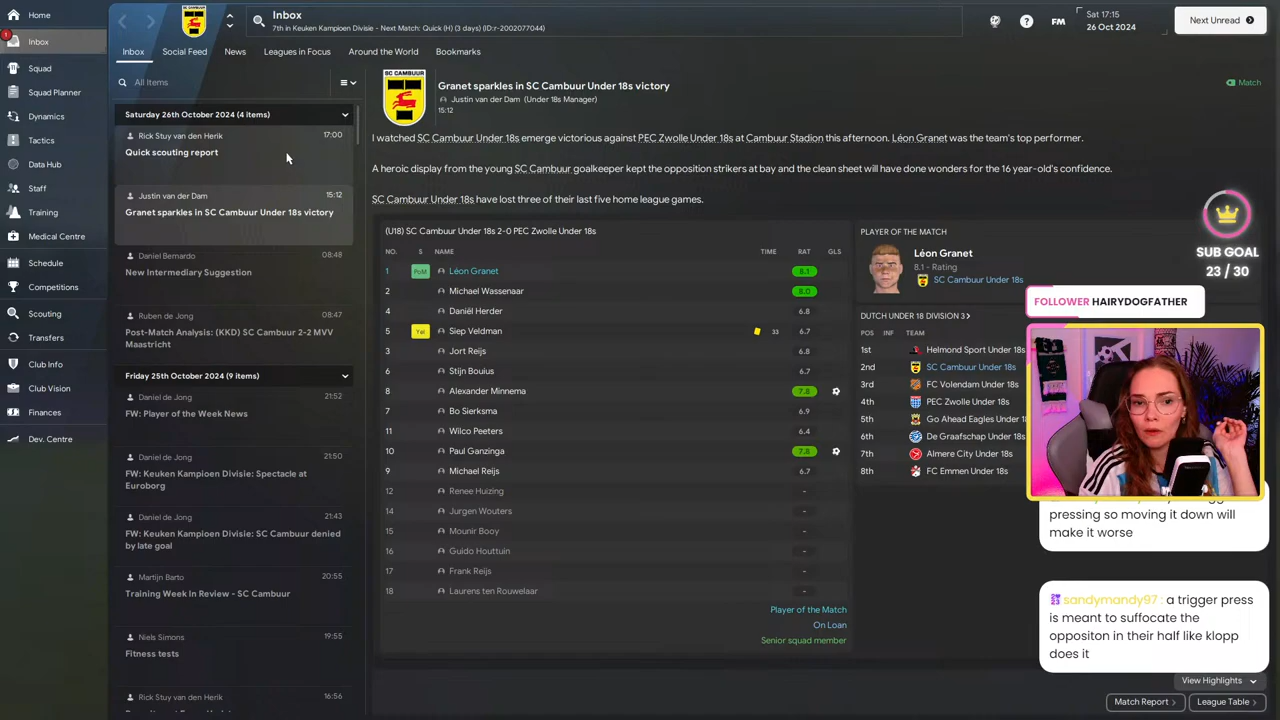 Home
1
Inbox
Squad
Squad Planner
Dynamics
Tactics
Data Hub
Staff
Training
Medical Centre
Schedule
Competitions
Scouting
Transfers
Club Info
Club Vision
Finances
Dev. Centre
Inbox
7th in Keuken Kampioen Divisie - Next Match: Quick (H) (3 days) (ID:r-2002077044)
FM
Sat 17:15
26 Oct 2024
Next Unread
Inbox Social Feed News Leagues in Focus Around the World Bookmarks
All Items
Saturday 26th October 2024 (4 items)
Rick Stuy van den Herik 17:00
Quick scouting report
Justin van der Dam 15:12
Granet sparkles in SC Cambuur Under 18s victory
Daniel Bernardo 08:48
New Intermediary Suggestion
Ruben de Jong 08:47
Post-Match Analysis: (KKD) SC Cambuur 2-2 MVV
Maastricht
Friday 25th October 2024 (9 items)
Daniel de Jong 21:52
FW: Player of the Week News
Daniel de Jong 21:50
FW: Keuken Kampioen Divisie: Spectacle at
Euroborg
Daniel de Jong 21:43
FW: Keuken Kampioen Divisie: SC Cambuur denied
by late goal
Martijn Barto 20:55
Training Week In Review - SC Cambuur
Niels Simons 19:55
Fitness tests
Rick Stuy van den Herik 16:56
SC CAMBUUR
Granet sparkles in SC Cambuur Under 18s victory
Justin van der Dam (Under 18s Manager)
15:12
Match
I watched SC Cambuur Under 18s emerge victorious against PEC Zwolle Under 18s at Cambuur Stadion this afternoon. Léon Granet was the team's top performer.
A heroic display from the young SC Cambuur goalkeeper kept the opposition strikers at bay and the clean sheet will have done wonders for the 16 year-old's confidence.
SC Cambuur Under 18s have lost three of their last five home league games.
(U18) SC Cambuur Under 18s 2-0 PEC Zwolle Under 18s
NO. S NAME TIME RAT GLS
1 PoM Léon Granet 8.1
2 Michael Wassenaar 8.0
4 Daniël Herder 6.8
5 Yel Siep Veldman 33 6.7
3 Jort Reijs 6.8
6 Stijn Bouius 6.7
8 Alexander Minnema 7.8
7 Bo Sierksma 6.9
11 Wilco Peeters 6.4
10 Paul Ganzinga 7.8
9 Michael Reijs 6.7
12 Renee Huizing -
14 Jurgen Wouters -
15 Mounir Booy -
16 Guido Houttuin -
17 Frank Reijs -
18 Laurens ten Rouwelaar -
Player of the Match
On Loan
Senior squad member
PLAYER OF THE MATCH
Léon Granet
8.1 - Rating
SC Cambuur Under 18s
DUTCH UNDER 18 DIVISION 3
POS INF TEAM
1st Helmond Sport Under 18s
2nd SC Cambuur Under 18s
3rd FC Volendam Under 18s
4th PEC Zwolle Under 18s
5th Go Ahead Eagles Under 1
6th De Graafschap Under 18s
7th Almere City Under 18s
8th FC Emmen Under 18s
SUB GOAL
23 / 30
FOLLOWER HAIRYDOGFATHER
pressing so moving it down will
make it worse
sandymandy97 : a trigger press
is meant to suffocate the
oppositon in their half like klopp
does it
View Highlights
Match Report
League Table